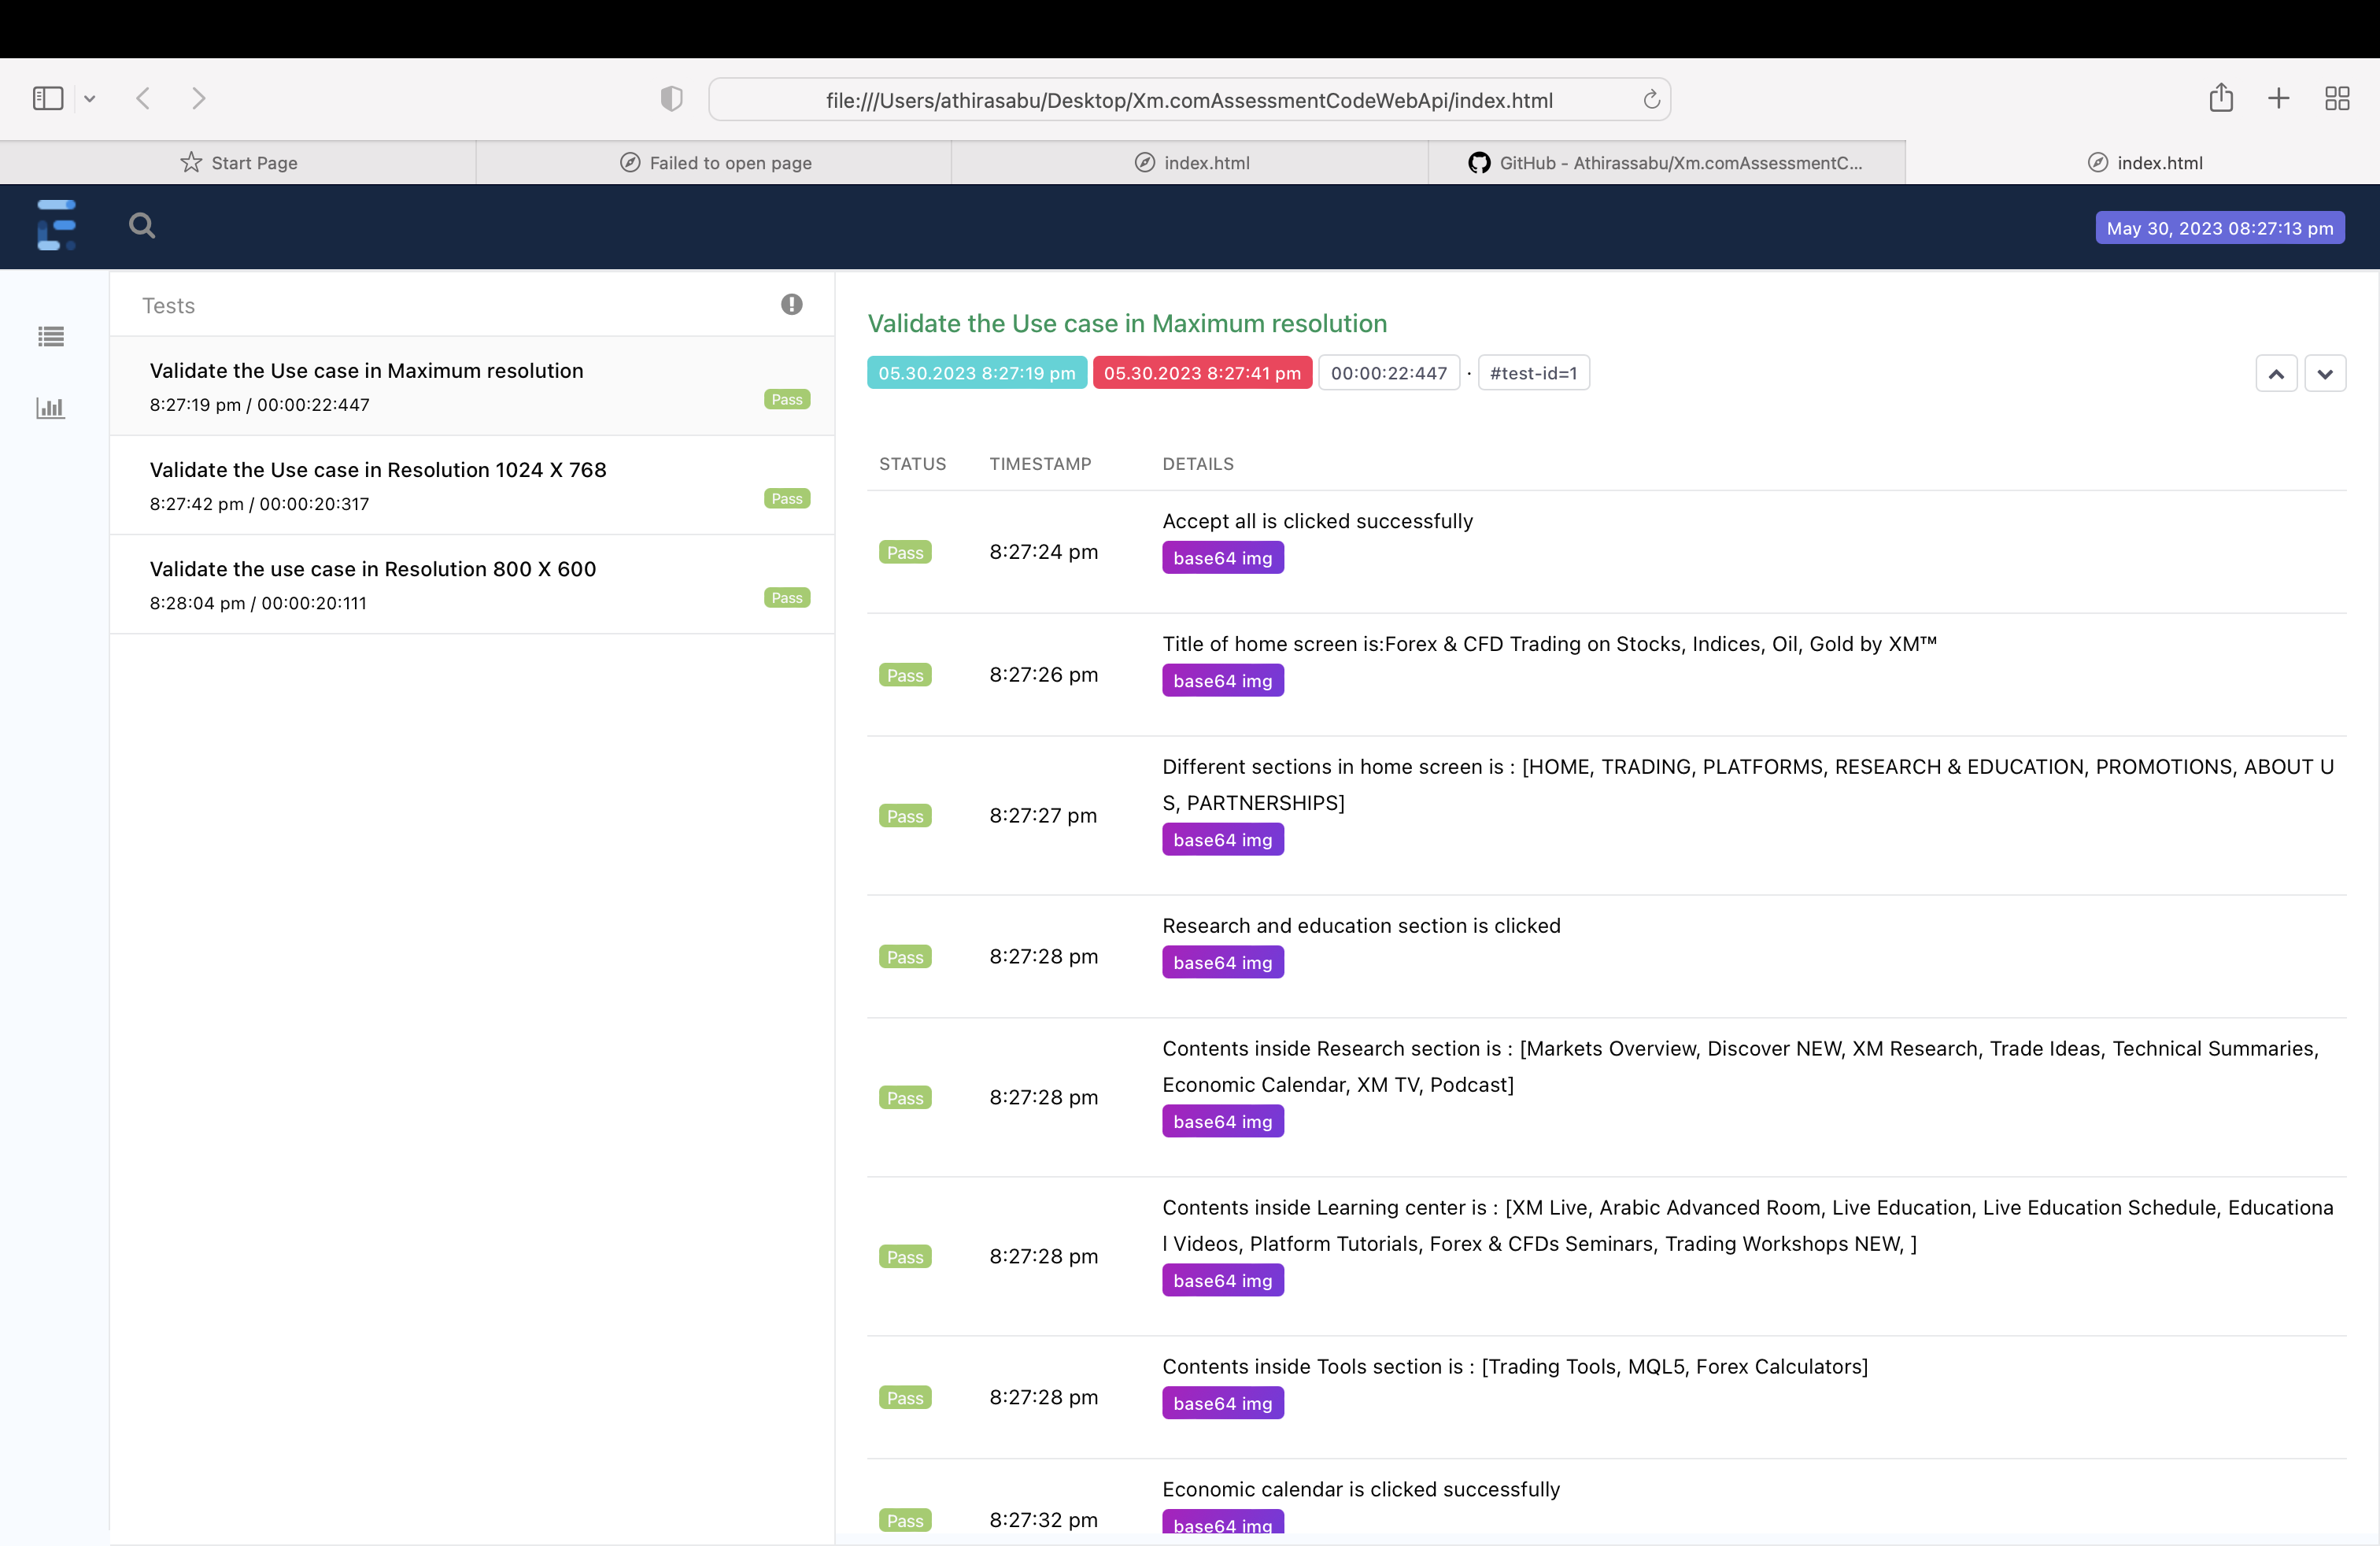 file:///Users/athirasabu/Desktop/Xm.comAssessmentCodeWebApi/index.html
Start Page
Failed to open page
index.html
GitHub - Athirassabu/Xm.comAssessmentC...
index.html
May 30, 2023 08:27:13 pm
Tests
Validate the Use case in Maximum resolution
8:27:19 pm / 00:00:22:447
Pass
Validate the Use case in Resolution 1024 X 768
8:27:42 pm / 00:00:20:317
Pass
Validate the use case in Resolution 800 X 600
8:28:04 pm / 00:00:20:111
Pass
Validate the Use case in Maximum resolution
05.30.2023 8:27:19 pm 05.30.2023 8:27:41 pm 00:00:22:447 · #test-id=1
STATUS TIMESTAMP DETAILS
Accept all is clicked successfully
Pass 8:27:24 pm
base64 img
Title of home screen is:Forex & CFD Trading on Stocks, Indices, Oil, Gold by XM™
Pass 8:27:26 pm
base64 img
Different sections in home screen is : [HOME, TRADING, PLATFORMS, RESEARCH & EDUCATION, PROMOTIONS, ABOUT U
S, PARTNERSHIPS]
Pass 8:27:27 pm
base64 img
Research and education section is clicked
Pass 8:27:28 pm
base64 img
Contents inside Research section is : [Markets Overview, Discover NEW, XM Research, Trade Ideas, Technical Summaries,
Economic Calendar, XM TV, Podcast]
Pass 8:27:28 pm
base64 img
Contents inside Learning center is : [XM Live, Arabic Advanced Room, Live Education, Live Education Schedule, Educationa
l Videos, Platform Tutorials, Forex & CFDs Seminars, Trading Workshops NEW, ]
Pass 8:27:28 pm
base64 img
Contents inside Tools section is : [Trading Tools, MQL5, Forex Calculators]
Pass 8:27:28 pm
base64 img
Economic calendar is clicked successfully
Pass 8:27:32 pm
base64 img